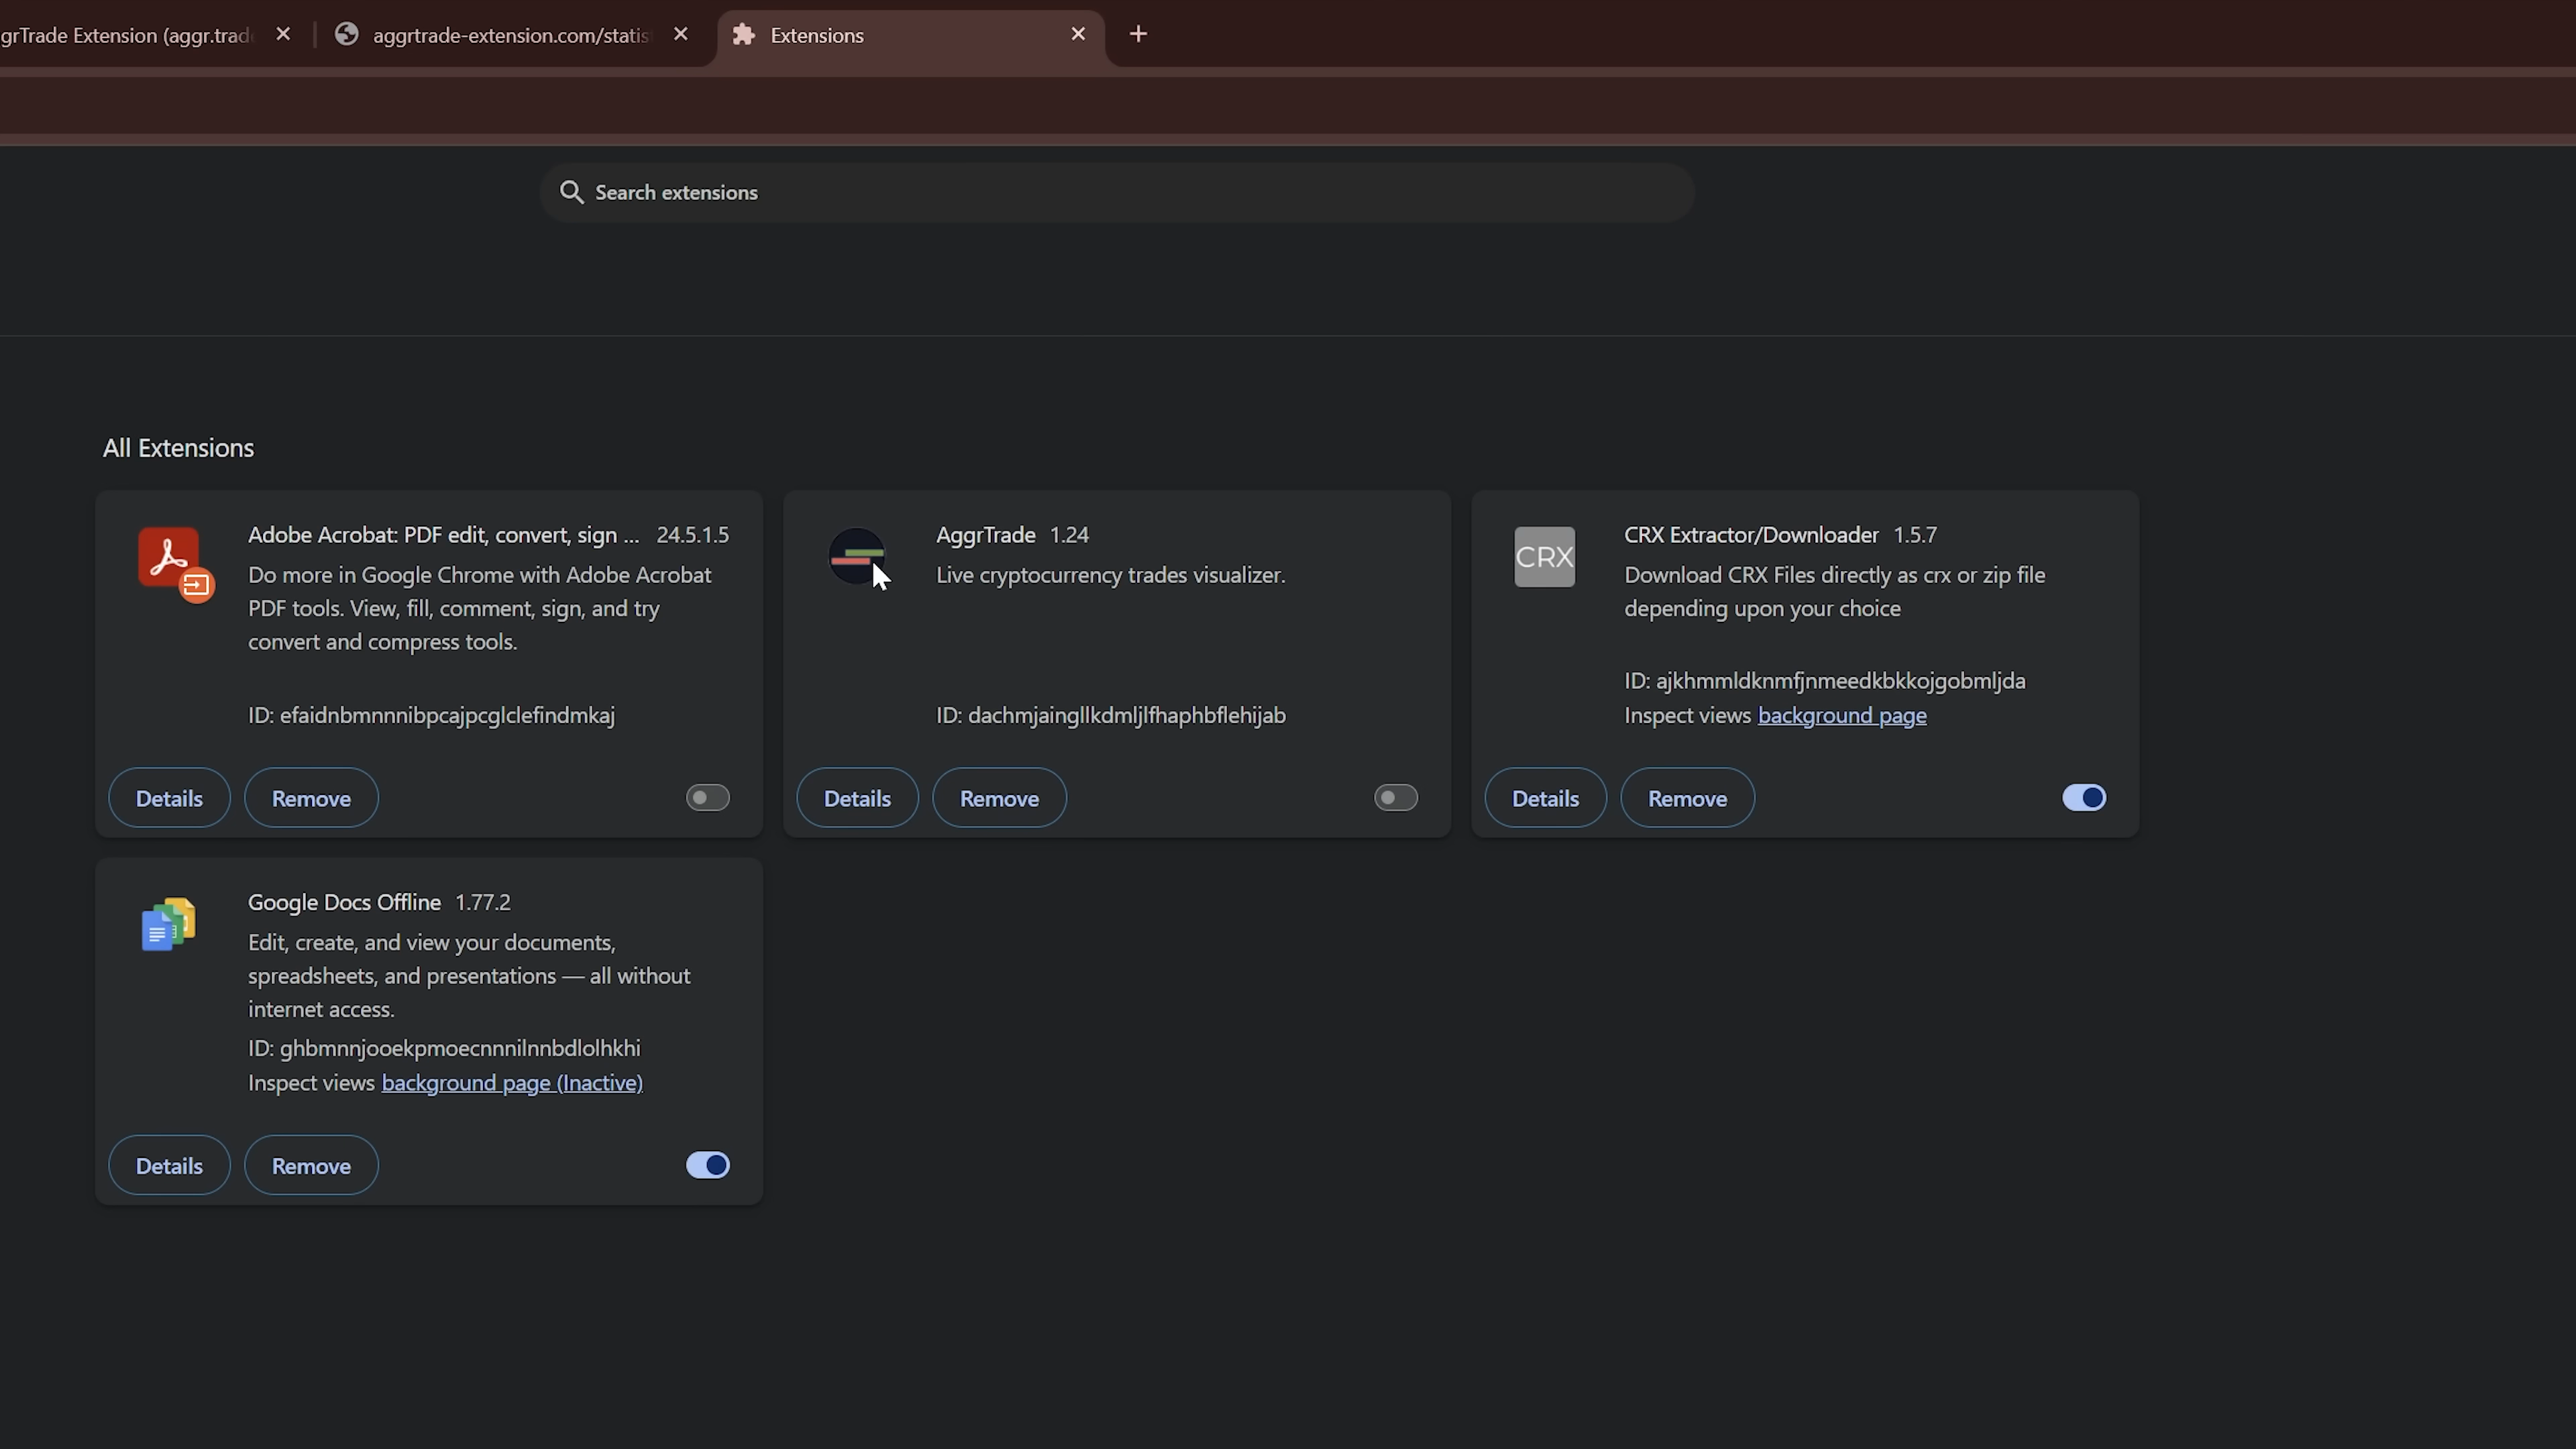 grTrade Extension (aggr.trad
aggrtrade-extension.com/statis
Extensions
Search extensions
All Extensions
Adobe Acrobat: PDF edit, convert, sign ... 24.5.1.5
Do more in Google Chrome with Adobe Acrobat
PDF tools. View, fill, comment, sign, and try
convert and compress tools.
ID: efaidnbmnnnibpcajpcglclefindmkaj
Details
Remove
AggrTrade 1.24
Live cryptocurrency trades visualizer.
ID: dachmjaingllkdmljlfhaphbflehijab
Details
Remove
CRX
CRX Extractor/Downloader 1.5.7
Download CRX Files directly as crx or zip file
depending upon your choice
ID: ajkhmmldknmfjnmeedkbkkojgobmljda
Inspect views background page
Details
Remove
Google Docs Offline 1.77.2
Edit, create, and view your documents,
spreadsheets, and presentations — all without
internet access.
ID: ghbmnnjooekpmoecnnnilnnbdlolhkhi
Inspect views background page (Inactive)
Details
Remove